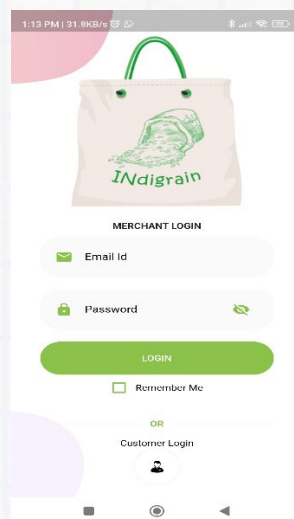 1:13 PM | 31.8KB/s
INdigrain
MERCHANT LOGIN
Email Id
Password
LOGIN
Remember Me
OR
Customer Login